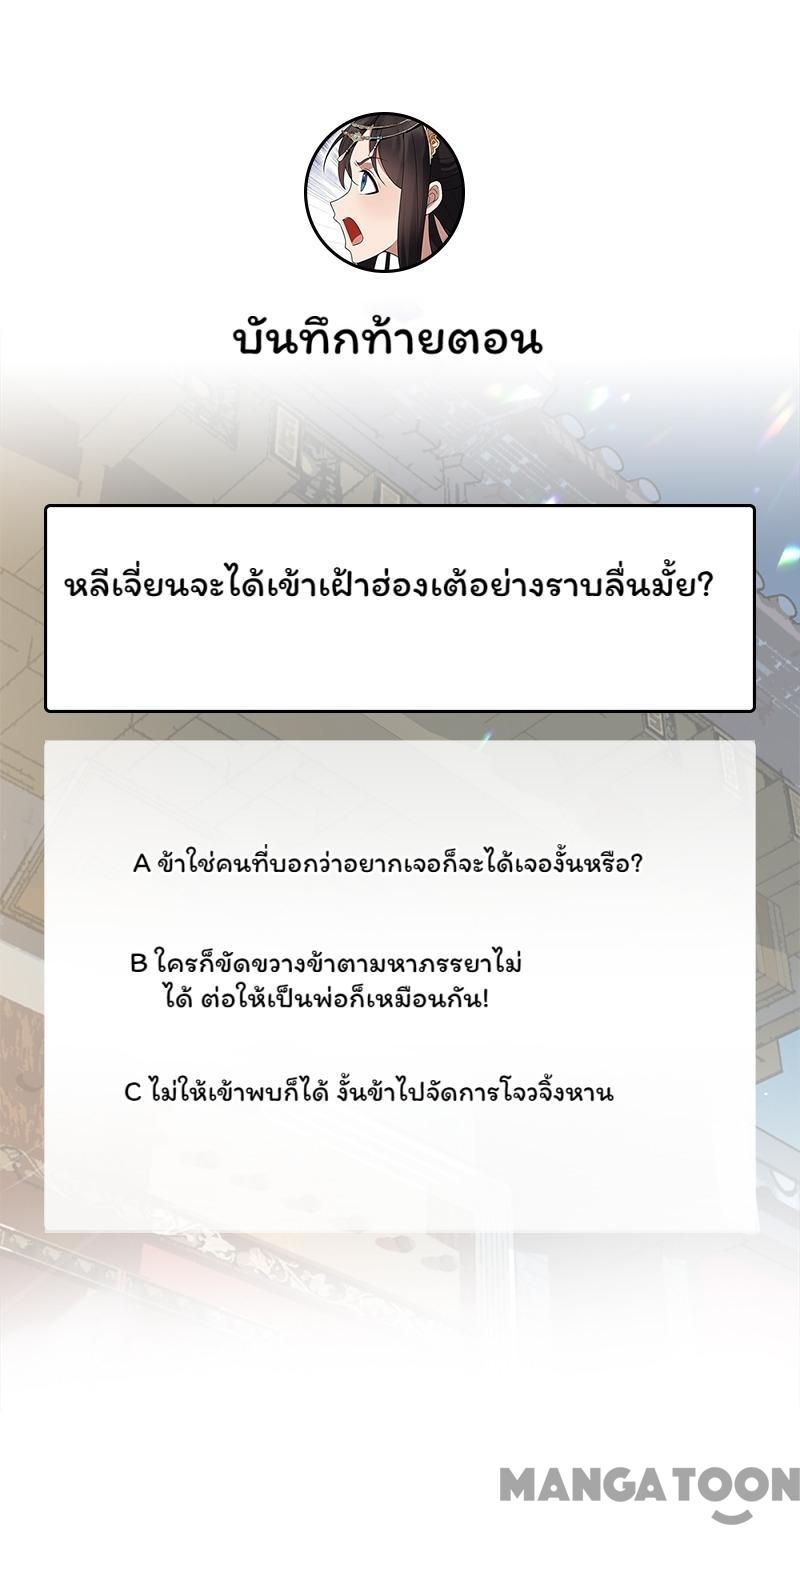 บันทึกท้ายตอน
หลีเจี่ยนจะได้เข้าเฝ้าฮ่องเต้อย่างราบลื่นมั้ย?
A ข้าใช่คนที่บอกว่าอยากเจอก็จะได้เจองั้นหรือ?
B ใครก็ขัดขวางข้าตามหาภรรยาไม่
ได้ ต่อให้เป็นพ่อก็เหมือนกัน!
C ไม่ให้เข้าพบก็ได้ งั้นข้าไปจัดการโจวจิ้งหาน
MANGATOON